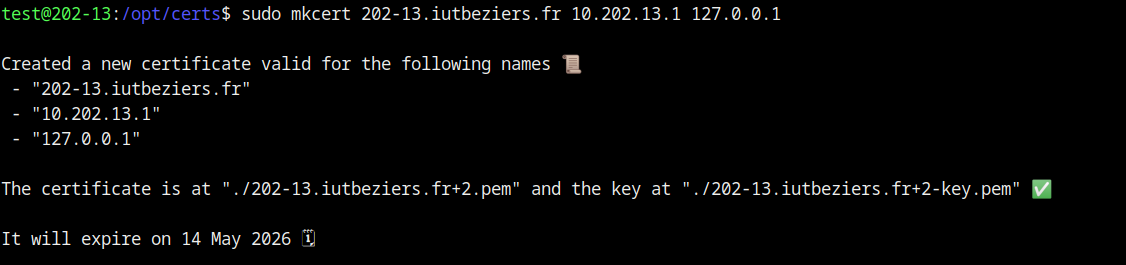 test@202-13:/opt/certs$ sudo mkcert 202-13.iutbeziers.fr 10.202.13.1 127.0.0.1
Created a new certificate valid for the following names 📜
- "202-13.iutbeziers.fr"
- "10.202.13.1"
- "127.0.0.1"
The certificate is at "./202-13.iutbeziers.fr+2.pem" and the key at "./202-13.iutbeziers.fr+2-key.pem" ✅
It will expire on 14 May 2026 🗓